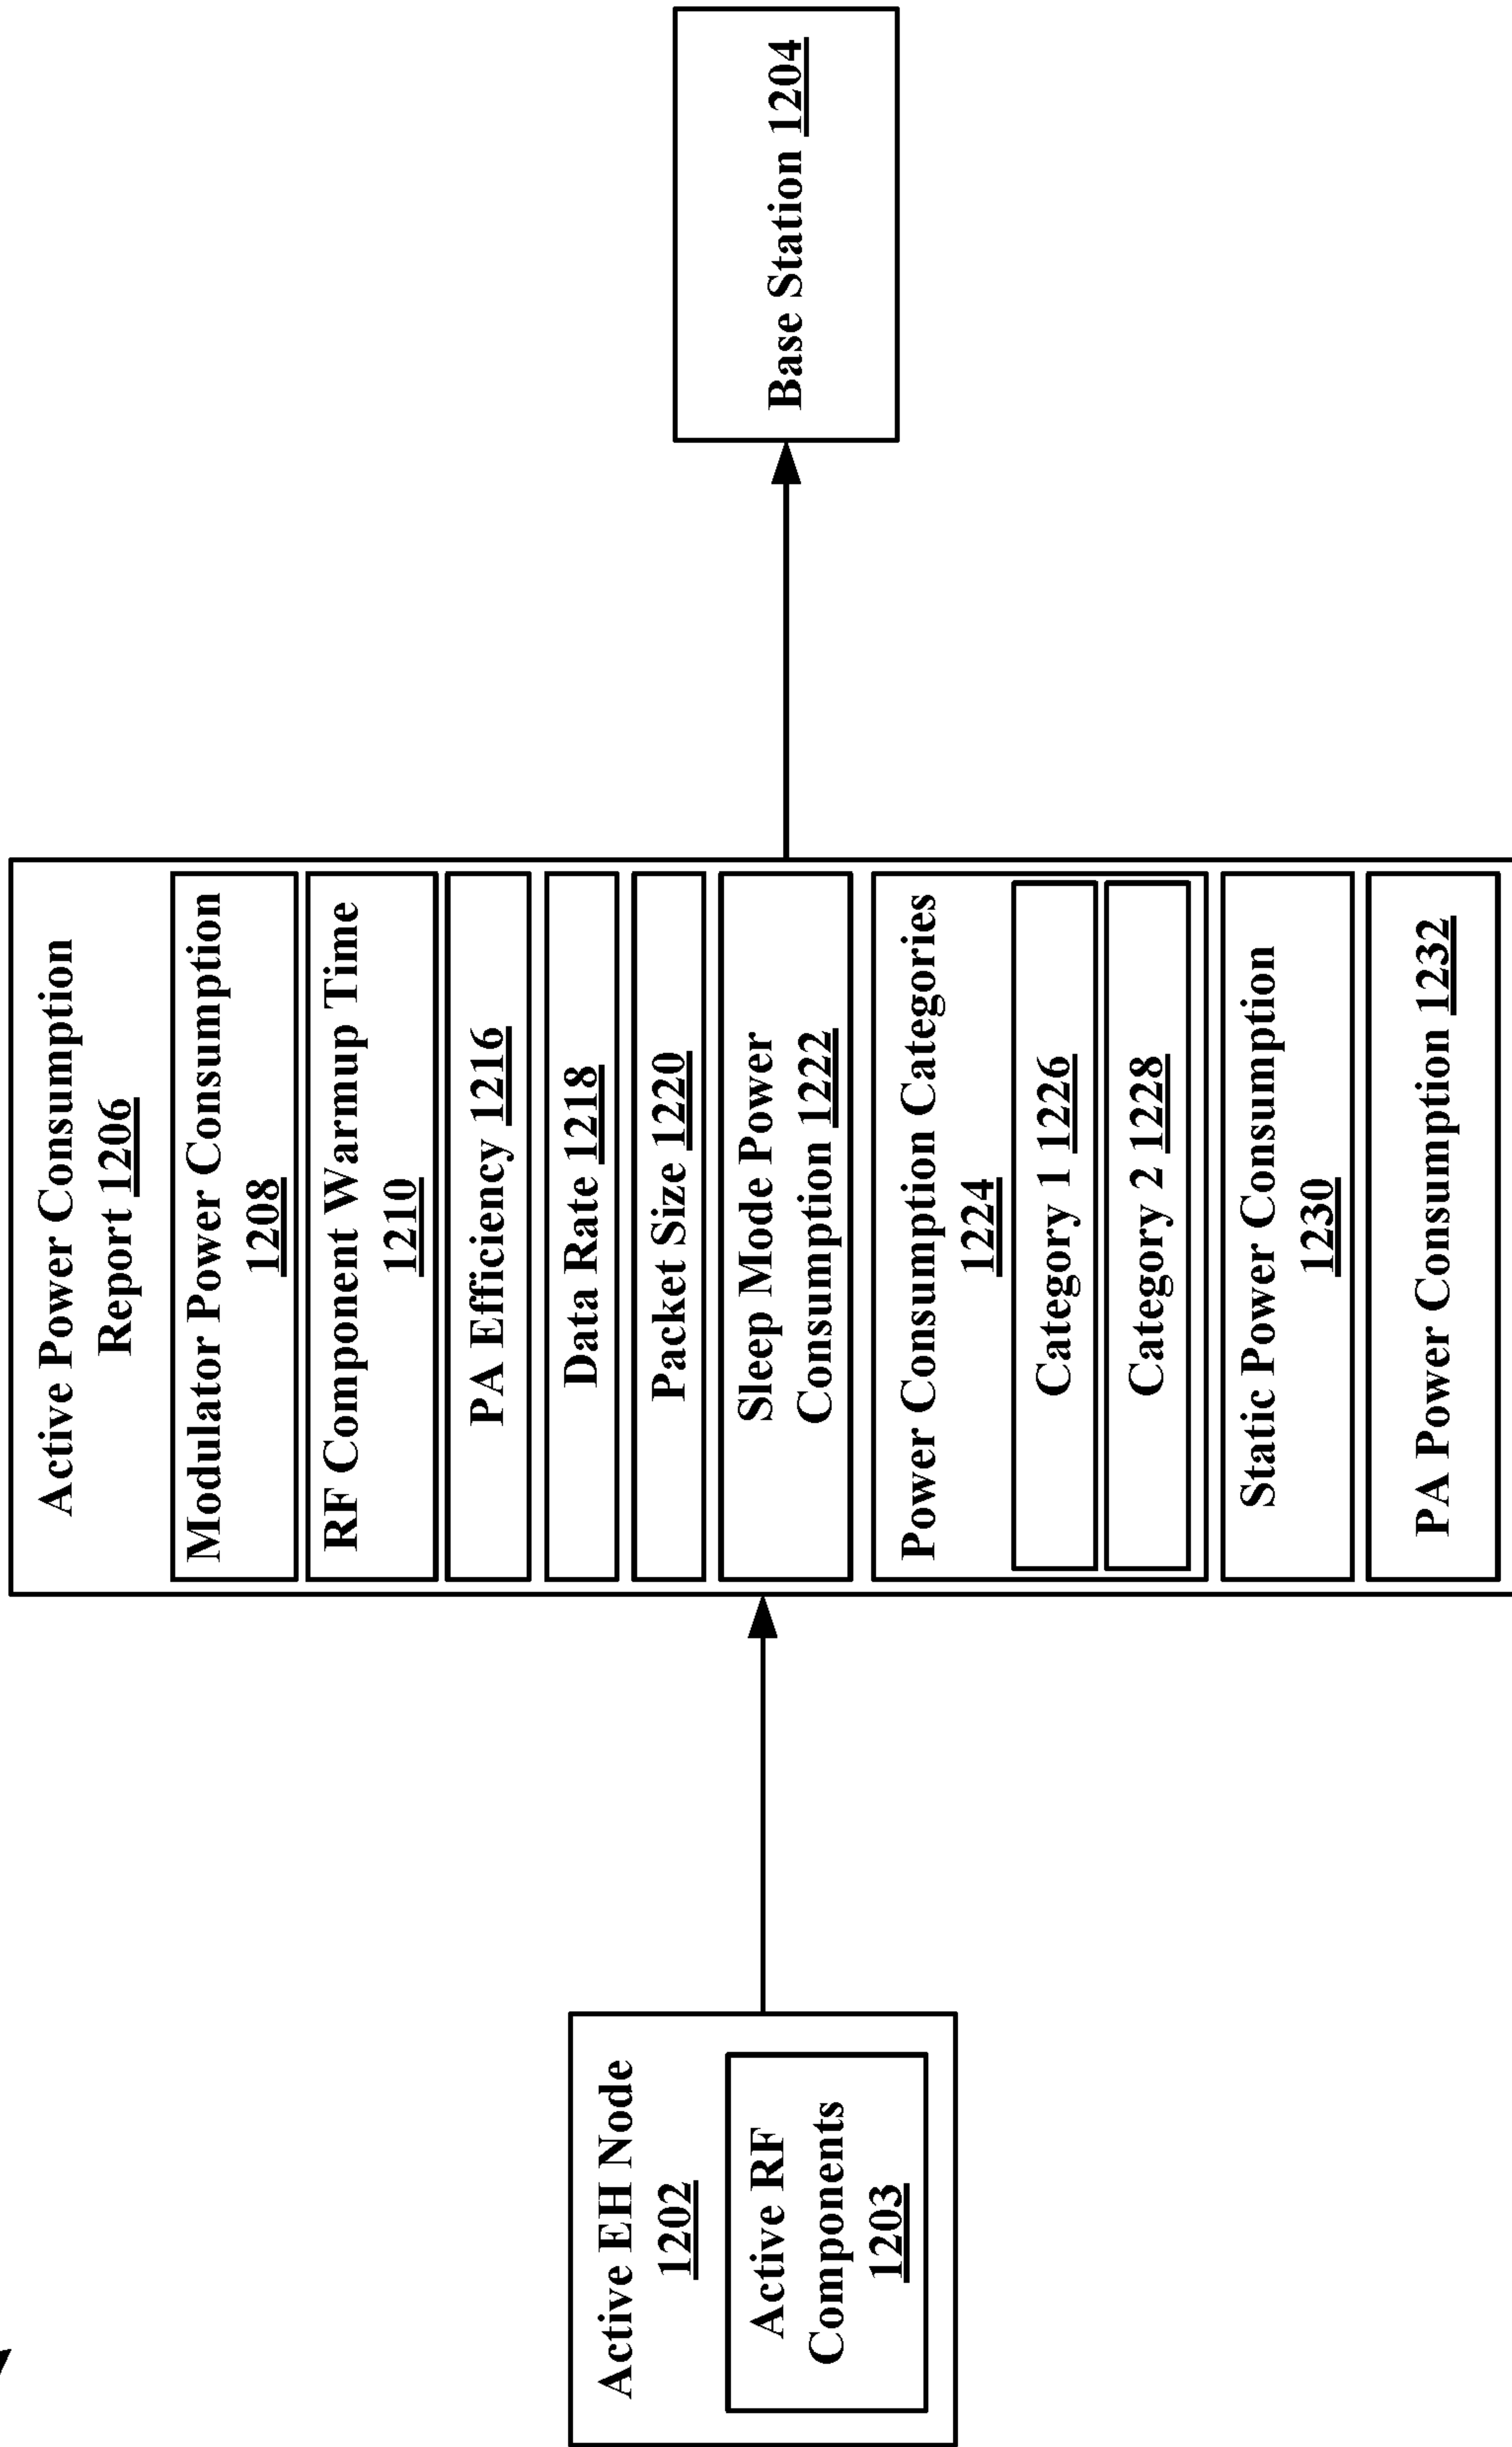 Active EH Node
1202
Active RF
Components
1203
Active Power Consumption
Report 1206
Modulator Power Consumption
1208
RF Component Warmup Time
1210
PA Efficiency 1216
Data Rate 1218
Packet Size 1220
Sleep Mode Power
Consumption 1222
Power Consumption Categories
1224
Category 1 1226
Category 2 1228
Static Power Consumption
1230
PA Power Consumption 1232
Base Station 1204